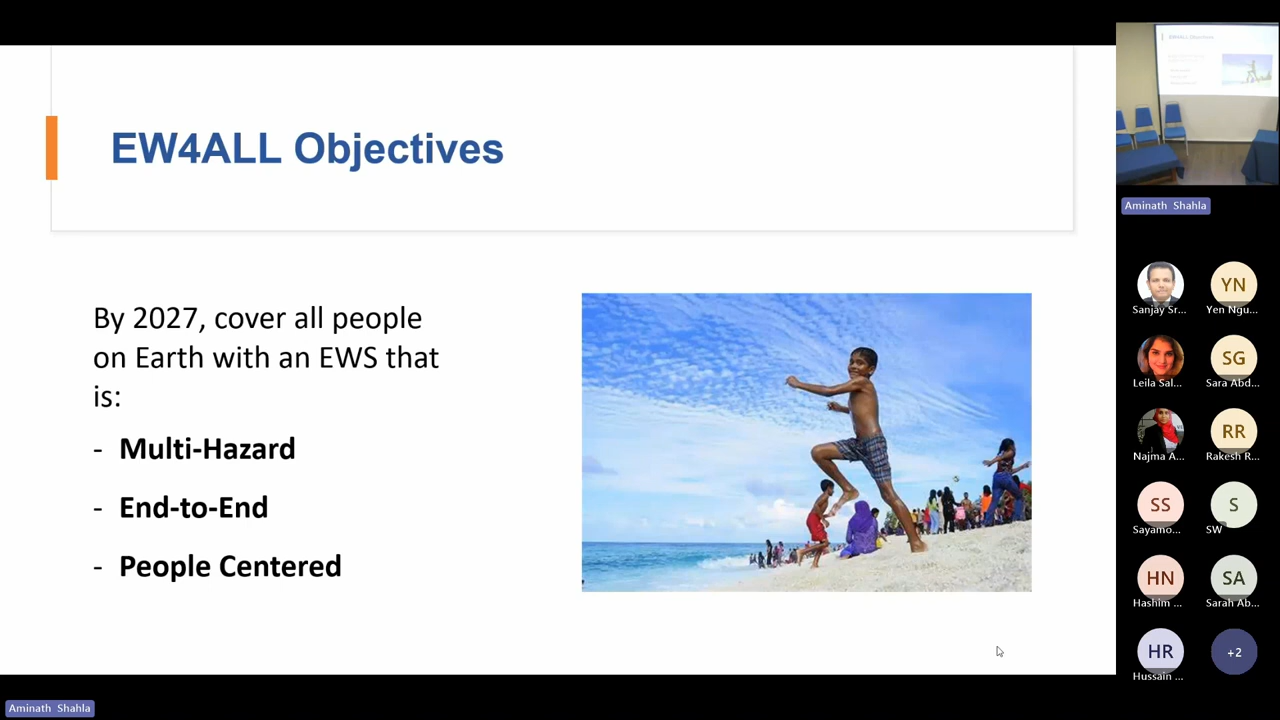 EW4ALL Objectives
By 2027, cover all people
on Earth with an EWS that
is:
- Multi-Hazard
- End-to-End
- People Centered
EW4ALL Objectives
Aminath Shahla
YN
Sanjay Sr...
Yen Ngu...
SG
Leila Sal...
Sara Abd...
RR
Najma A...
Rakesh R...
SS
S
Sayamo...
SW
HN
SA
Hashim ...
Sarah Ab...
HR
+2
Hussain ...
Aminath Shahla